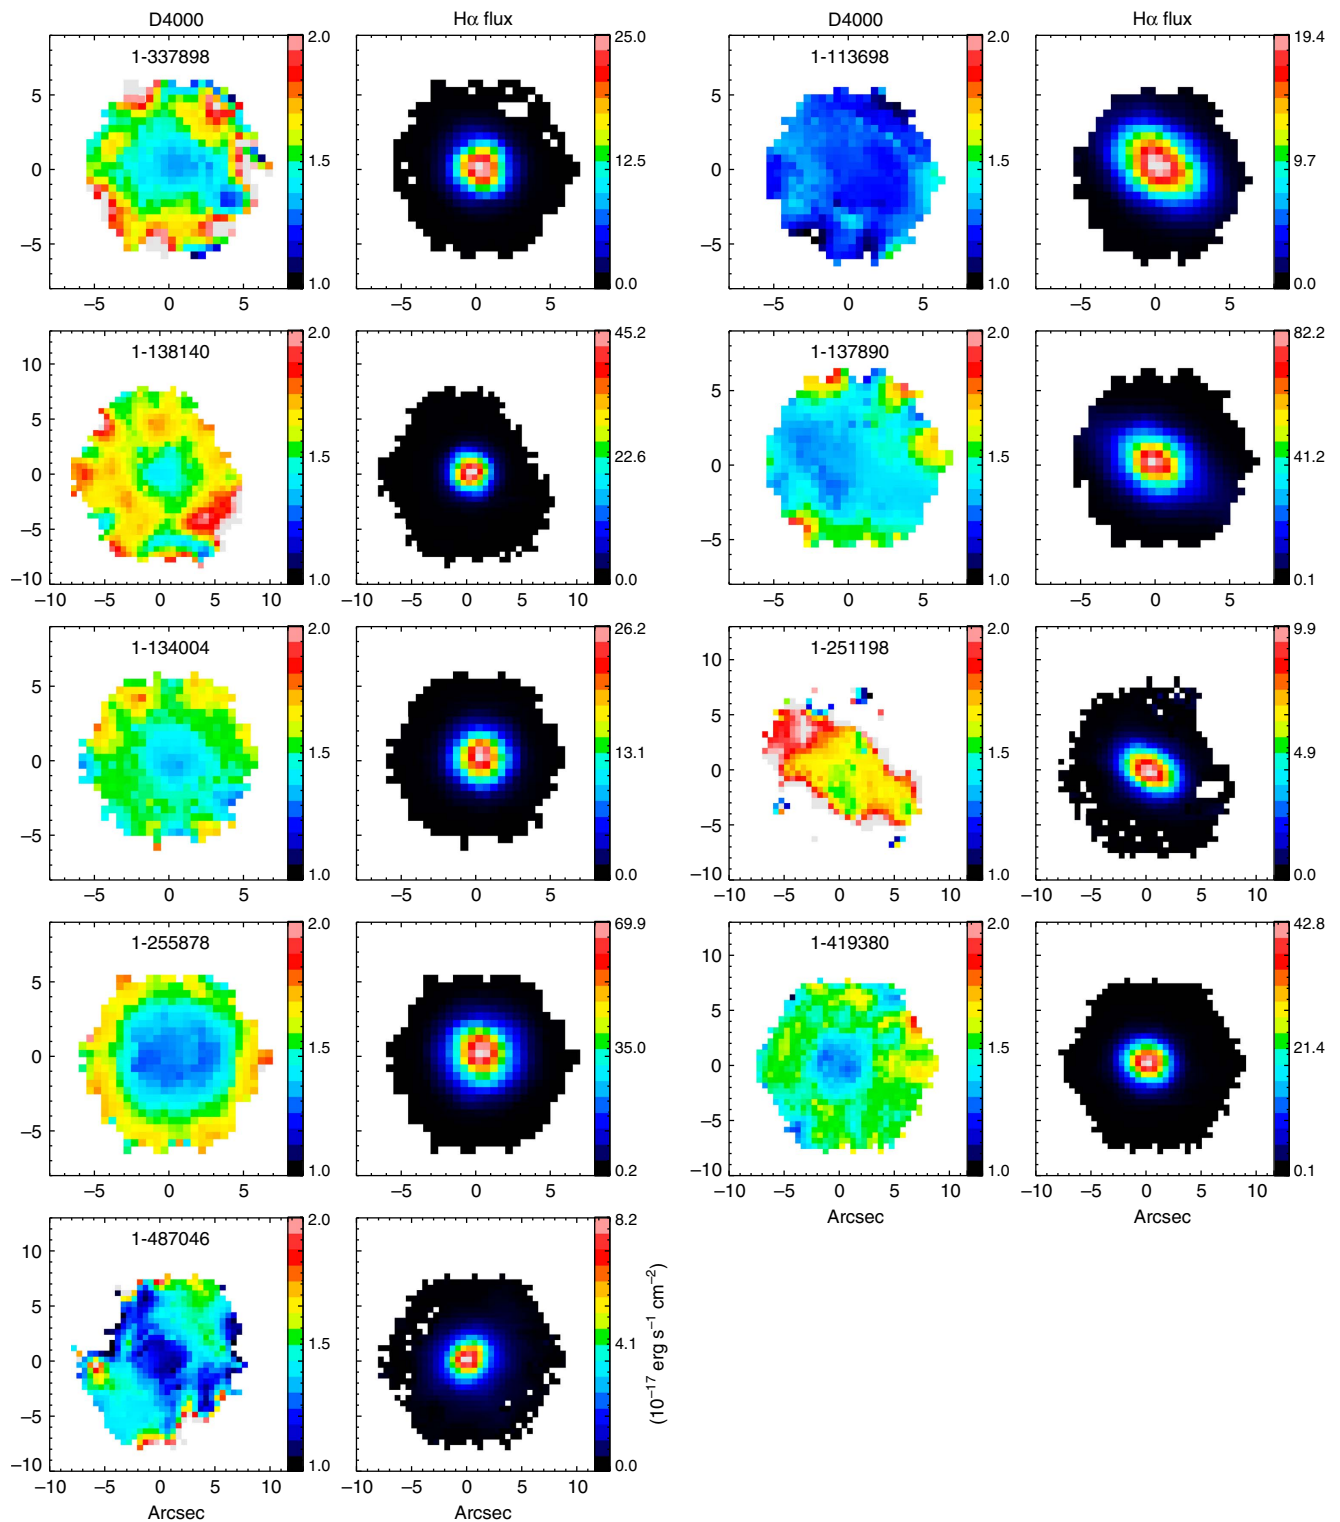 D4000 Hα flux D4000 Hα flux
1-337898 2.0 1.5 1.0 25.0 12.5 0.0 1-113698 2.0 1.5 1.0 19.4 9.7 0.0
5 0 −5 5 0 −5
−5 0 5 −5 0 5 −5 0 5 −5 0 5
1-138140 2.0 1.5 1.0 45.2 22.6 0.0 1-137890 2.0 1.5 1.0 82.2 41.2 0.1
10 5 0 −5 −10 5 0 −5
−10 −5 0 5 10 −10 −5 0 5 10 −5 0 5 −5 0 5
1-134004 2.0 1.5 1.0 26.2 13.1 0.0 1-251198 2.0 1.5 1.0 9.9 4.9 0.0
5 0 −5 10 5 0 −5 −10
−5 0 5 −5 0 5 −10 −5 0 5 10 −10 −5 0 5 10
1-255878 2.0 1.5 1.0 69.9 35.0 0.2 1-419380 2.0 1.5 1.0 42.8 21.4 0.1
5 0 −5 10 5 0 −5 −10
−5 0 5 −5 0 5 −10 −5 0 5 10 −10 −5 0 5 10
Arcsec Arcsec
1-487046 2.0 1.5 1.0 8.2 4.1 0.0
10 5 0 −5 −10
(10⁻¹⁷ erg s⁻¹ cm⁻²)
−10 −5 0 5 10 −10 −5 0 5 10
Arcsec Arcsec